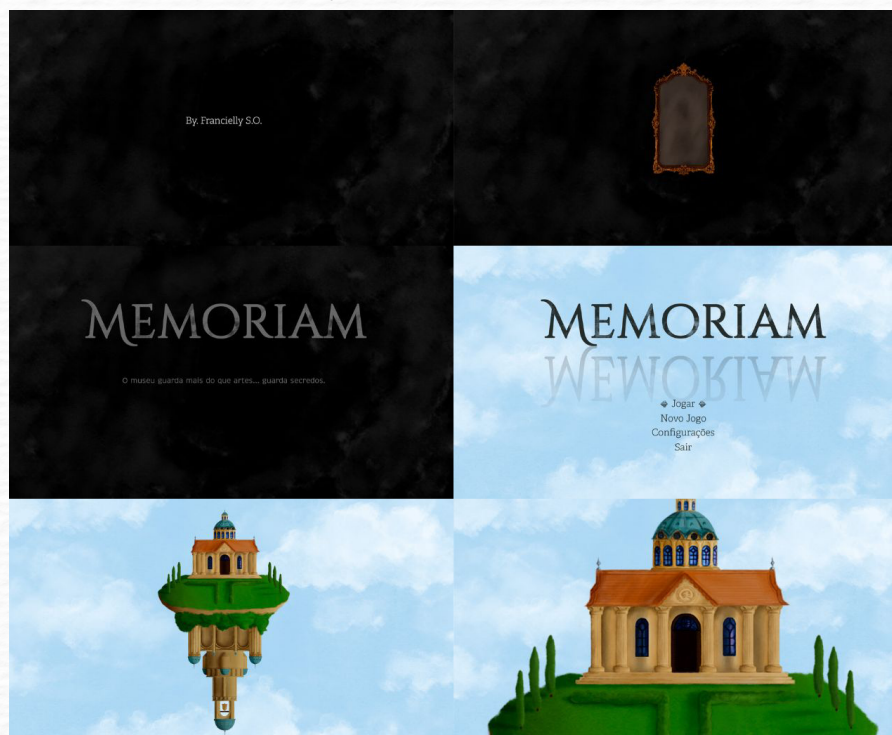 By. Francielly S.O.
MEMORIAM
O museu guarda mais do que artes... guarda secredos.
MEMORIAM
MEMORIAM
Jogar
Novo Jogo
Configurações
Sair